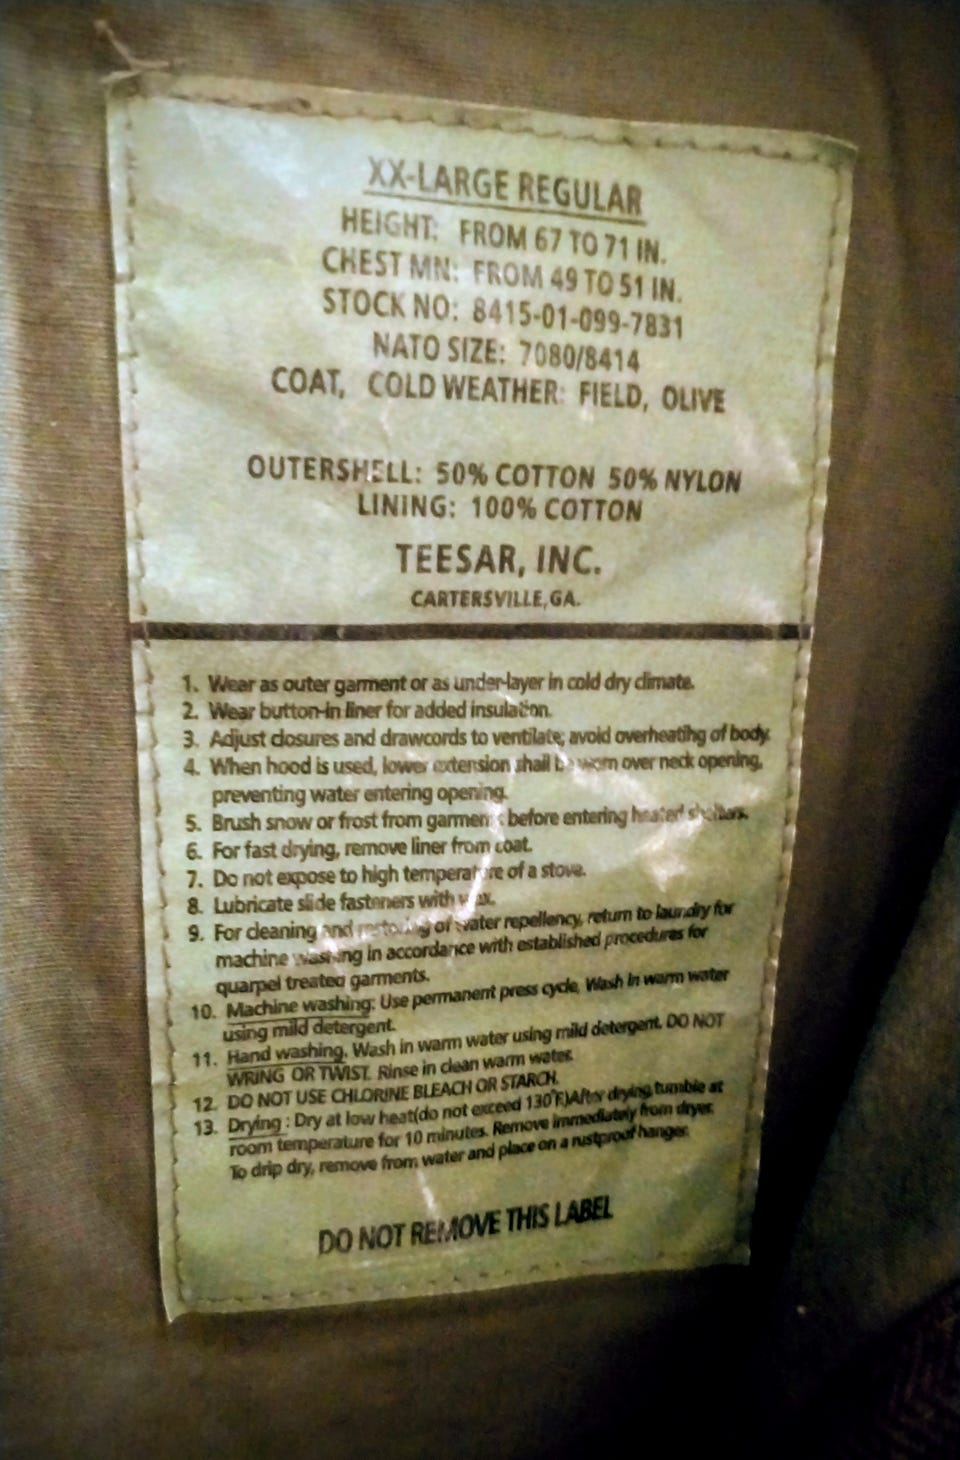 XX-LARGE REGULAR
HEIGHT: FROM 67 TO 71 IN.
CHEST MN: FROM 49 TO 51 IN.
STOCK NO: 8415-01-099-7831
NATO SIZE: 7080/8414
COAT, COLD WEATHER: FIELD, OLIVE
OUTERSHELL: 50% COTTON 50% NYLON
LINING: 100% COTTON
TEESAR, INC.
CARTERSVILLE, GA.
1. Wear as outer garment or as under-layer in cold dry climate.
2. Wear button-in liner for added insulation.
3. Adjust closures and drawcords to ventilate; avoid overheating of body.
4. When hood is used, lower extension shall be worn over neck opening,
preventing water entering opening.
5. Brush snow or frost from garments before entering heated shelters.
6. For fast drying, remove liner from coat.
7. Do not expose to high temperature of a stove.
8. Lubricate slide fasteners with wax.
9. For cleaning and restoring of water repellency, return to laundry for
machine washing in accordance with established procedures for
quarpel treated garments.
10. Machine washing: Use permanent press cycle, Wash in warm water
using mild detergent.
11. Hand washing. Wash in warm water using mild detergent. DO NOT
WRING OR TWIST. Rinse in clean warm water.
12. DO NOT USE CHLORINE BLEACH OR STARCH.
13. Drying : Dry at low heat(do not exceed 130°F.)After drying, tumble at
room temperature for 10 minutes. Remove immediately from dryer.
To drip dry, remove from water and place on a rustproof hanger.
DO NOT REMOVE THIS LABEL